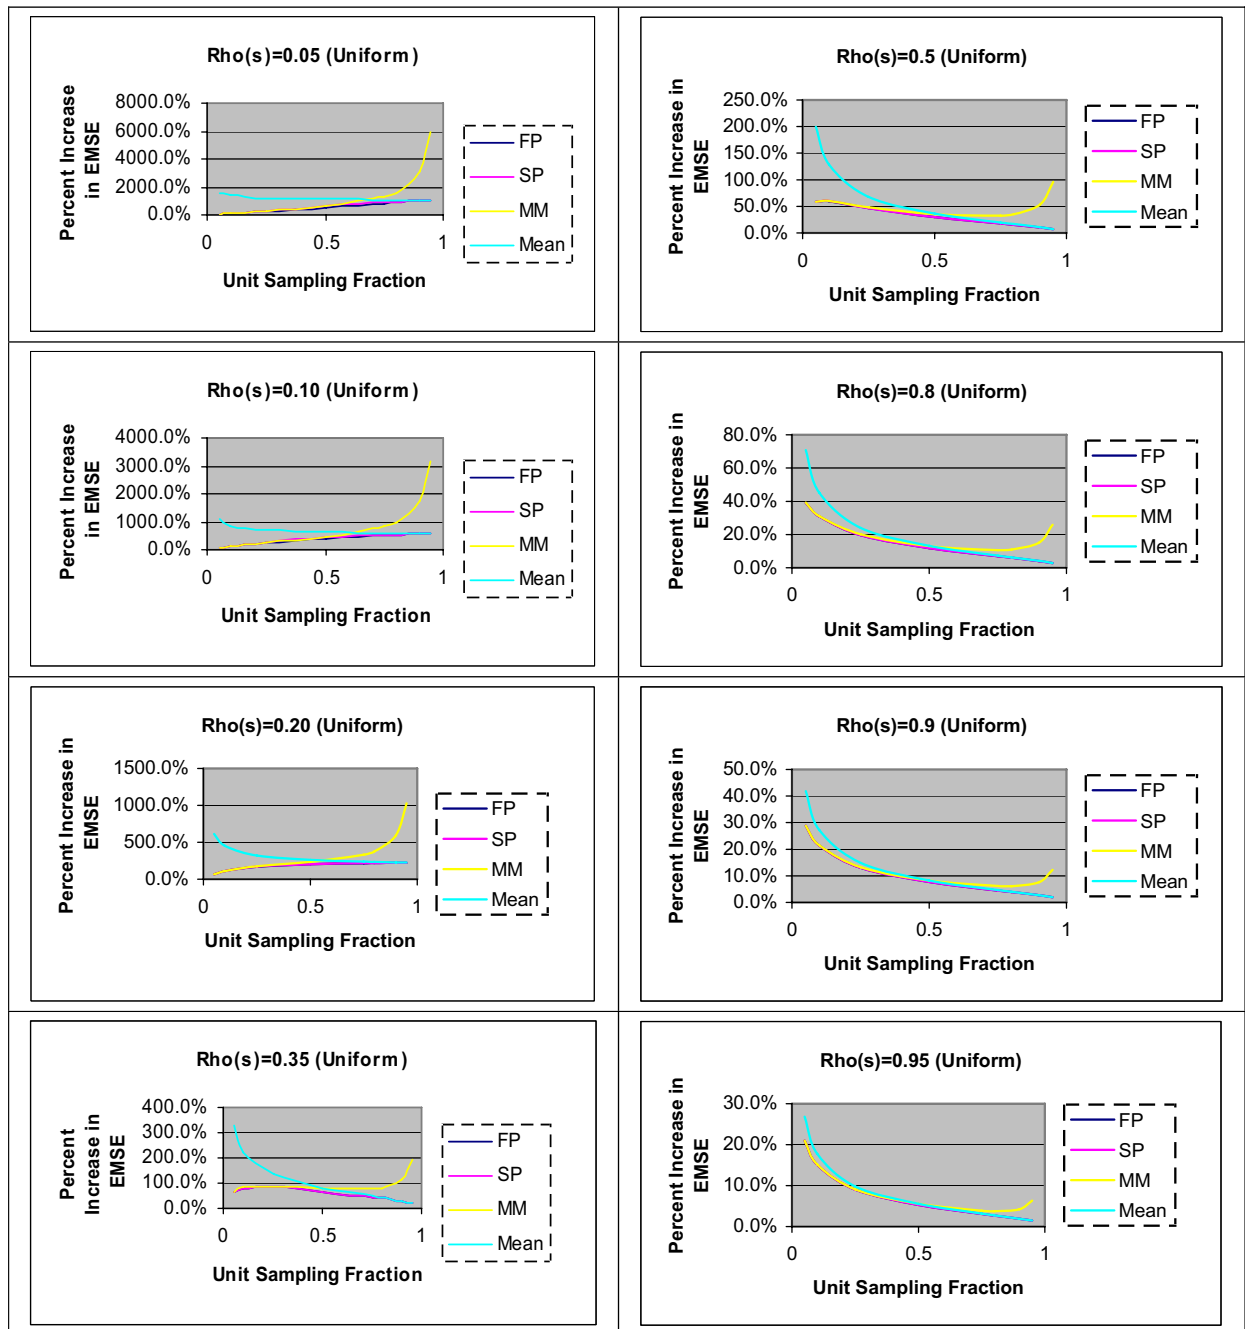 Rho(s)=0.05 (Uniform)
Percent Increase
in EMSE
8000.0%
6000.0%
4000.0%
2000.0%
0.0%
0
0.5
1
Unit Sampling Fraction
FP
SP
MM
Mean
Rho(s)=0.5 (Uniform)
Percent Increase in
EMSE
250.0%
200.0%
150.0%
100.0%
50.0%
0.0%
0
0.5
1
Unit Sampling Fraction
FP
SP
MM
Mean
Rho(s)=0.10 (Uniform)
Percent Increase
in EMSE
4000.0%
3000.0%
2000.0%
1000.0%
0.0%
0
0.5
1
Unit Sampling Fraction
FP
SP
MM
Mean
Rho(s)=0.8 (Uniform)
Percent Increase in
EMSE
80.0%
60.0%
40.0%
20.0%
0.0%
0
0.5
1
Unit Sampling Fraction
FP
SP
MM
Mean
Rho(s)=0.20 (Uniform)
Percent Increase in
EMSE
1500.0%
1000.0%
500.0%
0.0%
0
0.5
1
Unit Sampling Fraction
FP
SP
MM
Mean
Rho(s)=0.9 (Uniform)
Percent Increase in
EMSE
50.0%
40.0%
30.0%
20.0%
10.0%
0.0%
0
0.5
1
Unit Sampling Fraction
FP
SP
MM
Mean
Rho(s)=0.35 (Uniform)
Percent
Increase in
EMSE
400.0%
300.0%
200.0%
100.0%
0.0%
0
0.5
1
Unit Sampling Fraction
FP
SP
MM
Mean
Rho(s)=0.95 (Uniform)
Percent Increase in
EMSE
30.0%
20.0%
10.0%
0.0%
0
0.5
1
Unit Sampling Fraction
FP
SP
MM
Mean